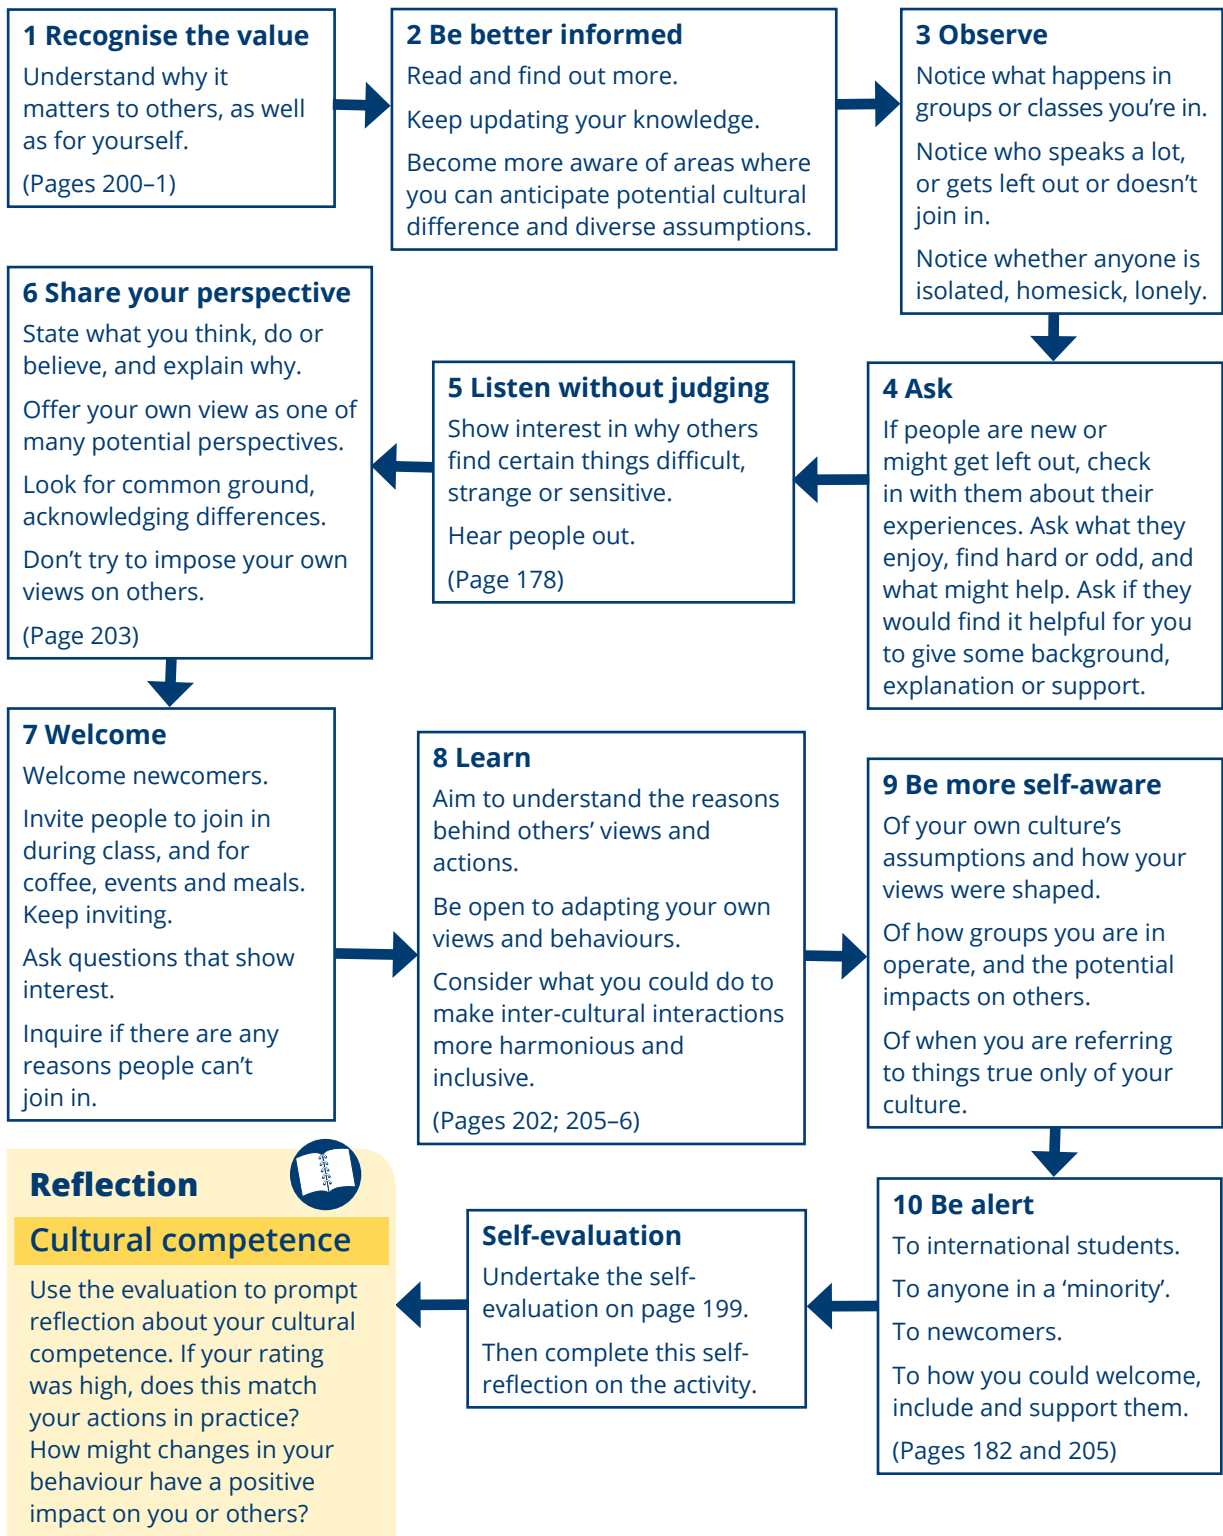 1 Recognise the value
Understand why it
matters to others, as well
as for yourself.
(Pages 200–1)
2 Be better informed
Read and find out more.
Keep updating your knowledge.
Become more aware of areas where
you can anticipate potential cultural
difference and diverse assumptions.
3 Observe
Notice what happens in
groups or classes you're in.
Notice who speaks a lot,
or gets left out or doesn't
join in.
Notice whether anyone is
isolated, homesick, lonely.
4 Ask
If people are new or
might get left out, check
in with them about their
experiences. Ask what they
enjoy, find hard or odd, and
what might help. Ask if they
would find it helpful for you
to give some background,
explanation or support.
5 Listen without judging
Show interest in why others
find certain things difficult,
strange or sensitive.
Hear people out.
(Page 178)
6 Share your perspective
State what you think, do or
believe, and explain why.
Offer your own view as one of
many potential perspectives.
Look for common ground,
acknowledging differences.
Don't try to impose your own
views on others.
(Page 203)
7 Welcome
Welcome newcomers.
Invite people to join in
during class, and for
coffee, events and meals.
Keep inviting.
Ask questions that show
interest.
Inquire if there are any
reasons people can't
join in.
8 Learn
Aim to understand the reasons
behind others' views and
actions.
Be open to adapting your own
views and behaviours.
Consider what you could do to
make inter-cultural interactions
more harmonious and
inclusive.
(Pages 202; 205–6)
9 Be more self-aware
Of your own culture's
assumptions and how your
views were shaped.
Of how groups you are in
operate, and the potential
impacts on others.
Of when you are referring
to things true only of your
culture.
10 Be alert
To international students.
To anyone in a 'minority'.
To newcomers.
To how you could welcome,
include and support them.
(Pages 182 and 205)
Self-evaluation
Undertake the self-
evaluation on page 199.
Then complete this self-
reflection on the activity.
Reflection
Cultural competence
Use the evaluation to prompt
reflection about your cultural
competence. If your rating
was high, does this match
your actions in practice?
How might changes in your
behaviour have a positive
impact on you or others?